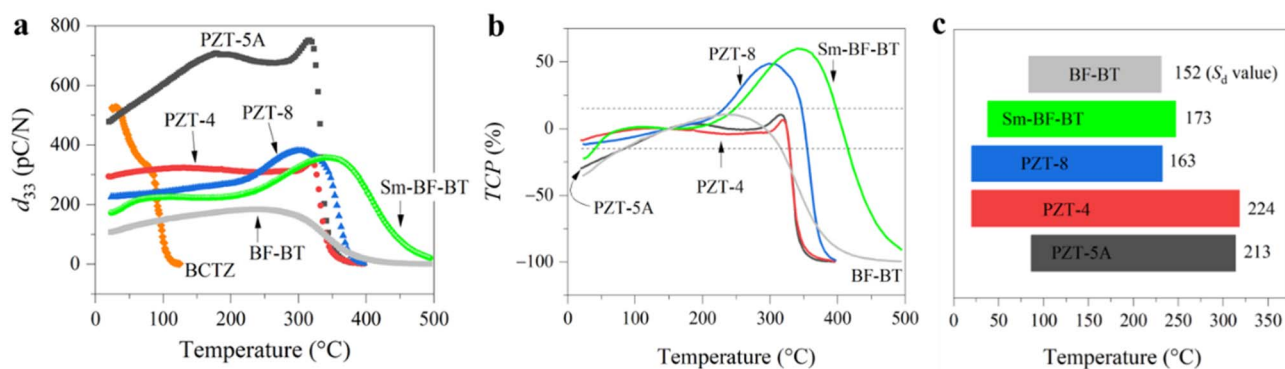 a
800
600
400
200
0
d33 (pC/N)
PZT-5A
PZT-4
PZT-8
Sm-BF-BT
BF-BT
BCTZ
0 100 200 300 400 500
Temperature (°C)
b
50
0
−50
−100
TCP (%)
PZT-8
Sm-BF-BT
PZT-5A
PZT-4
BF-BT
0 100 200 300 400 500
Temperature (°C)
c
BF-BT 152 (Sd value)
Sm-BF-BT 173
PZT-8 163
PZT-4 224
PZT-5A 213
0 50 100 150 200 250 300 350
Temperature (°C)